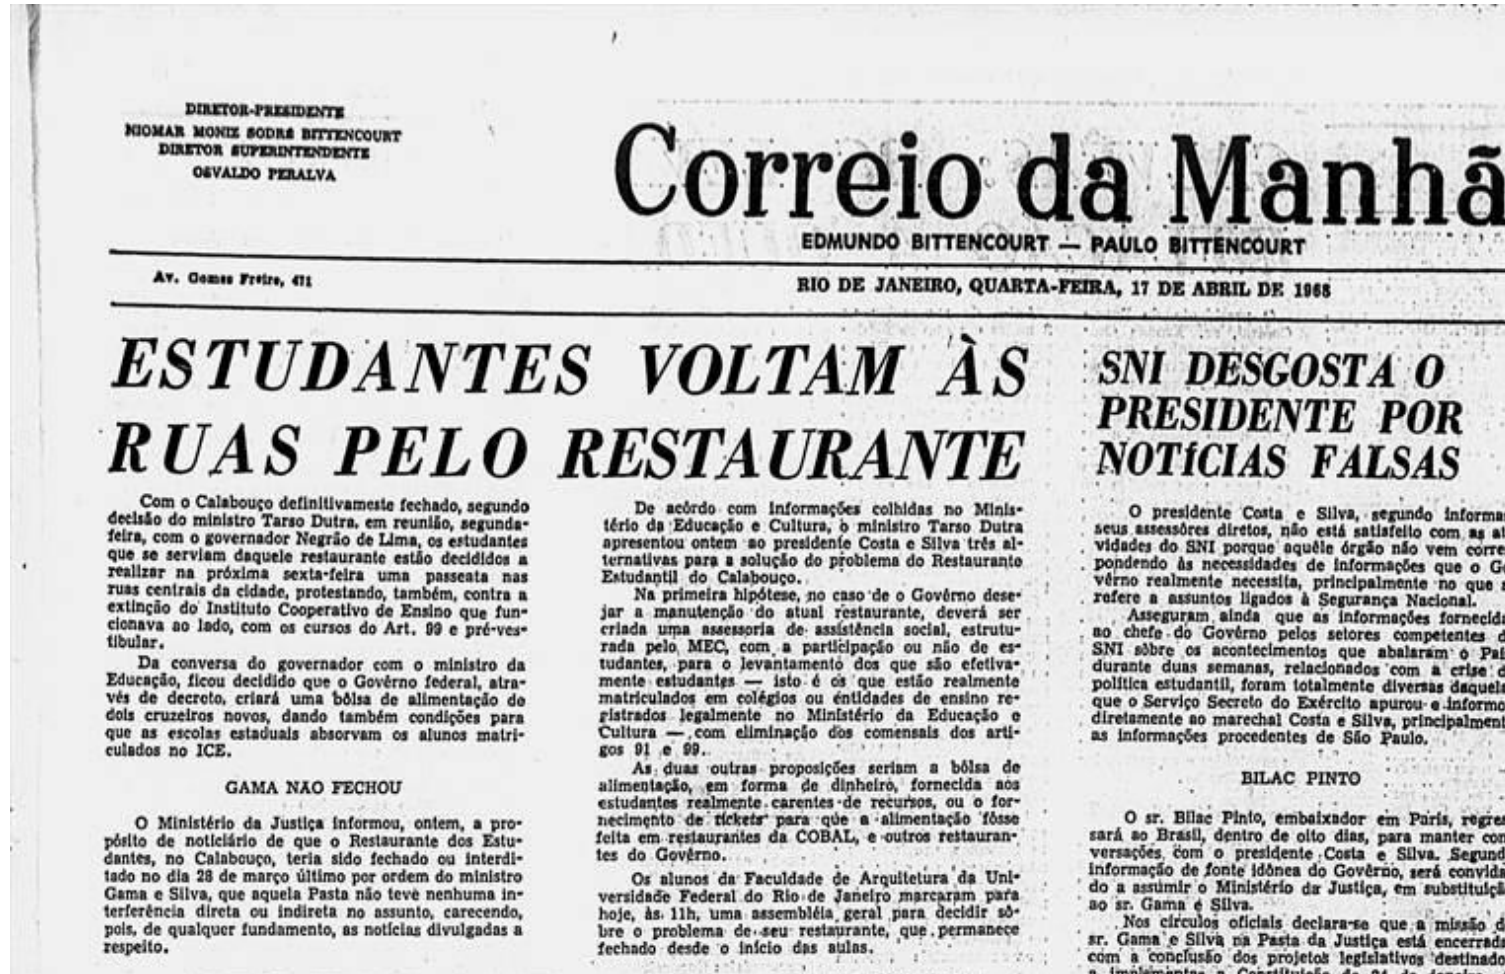 DIRETOR-PRESIDENTE
NIOMAR MONIZ SODRÉ BITTENCOURT
DIRETOR SUPERINTENDENTE
OSVALDO PERALVA
Correio da Manhã
EDMUNDO BITTENCOURT — PAULO BITTENCOURT
Av. Gomes Freire, 471
RIO DE JANEIRO, QUARTA-FEIRA, 17 DE ABRIL DE 1968
ESTUDANTES VOLTAM ÀS
RUAS PELO RESTAURANTE
Com o Calabouço definitivameste fechado, segundo
decisão do ministro Tarso Dutra, em reunião, segunda-
feira, com o governador Negrão de Lima, os estudantes
que se serviam daquele restaurante estão decididos a
realizar na próxima sexta-feira uma passeata nas
ruas centrais da cidade, protestando, também, contra a
extinção do Instituto Cooperativo de Ensino que fun-
cionava ao lado, com os cursos do Art. 99 e pré-ves-
tibular.
Da conversa do governador com o ministro da
Educação, ficou decidido que o Govêrno federal, atra-
vés de decreto, criará uma bôlsa de alimentação de
dois cruzeiros novos, dando também condições para
que as escolas estaduais absorvam os alunos matri-
culados no ICE.
GAMA NÃO FECHOU
O Ministério da Justiça informou, ontem, a pro-
pósito de noticiário de que o Restaurante dos Estu-
dantes, no Calabouço, teria sido fechado ou interdi-
tado no dia 28 de março último por ordem do ministro
Gama e Silva, que aquela Pasta não teve nenhuma in-
terferência direta ou indireta no assunto, carecendo,
pois, de qualquer fundamento, as notícias divulgadas a
respeito.
De acôrdo com informações colhidas no Minis-
tério da Educação e Cultura, o ministro Tarso Dutra
apresentou ontem ao presidente Costa e Silva três al-
ternativas para a solução do problema do Restaurante
Estudantil do Calabouço.
Na primeira hipótese, no caso de o Govêrno dese-
jar a manutenção do atual restaurante, deverá ser
criada uma assessoria de assistência social, estrutu-
rada pelo MEC, com a participação ou não de es-
tudantes, para o levantamento dos que são efetiva-
mente estudantes — isto é os que estão realmente
matriculados em colégios ou entidades de ensino re-
gistrados legalmente no Ministério da Educação e
Cultura — com eliminação dos comensais dos arti-
gos 91 e 99.
As duas outras proposições seriam a bôlsa de
alimentação, em forma de dinheiro, fornecida aos
estudantes realmente carentes de recursos, ou o for-
necimento de tickets para que a alimentação fôsse
feita em restaurantes da COBAL, e outros restauran-
tes do Govêrno.
Os alunos da Faculdade de Arquitetura da Uni-
versidade Federal do Rio de Janeiro marcaram para
hoje, às 11h, uma assembléia geral para decidir sô-
bre o problema de seu restaurante, que permanece
fechado desde o início das aulas.
SNI DESGOSTA O
PRESIDENTE POR
NOTÍCIAS FALSAS
O presidente Costa e Silva, segundo informa
seus assessôres diretos, não está satisfeito com as at
vidades do SNI porque aquêle órgão não vem corre
pondendo às necessidades de informações que o Go
vêrno realmente necessita, principalmente no que
refere a assuntos ligados à Segurança Nacional.
Asseguram ainda que as informações fornecida
ao chefe do Govêrno pelos setores competentes d
SNI sôbre os acontecimentos que abalaram o Paí
durante duas semanas, relacionados com a crise d
política estudantil, foram totalmente diversas daquela
que o Serviço Secreto do Exército apurou e informo
diretamente ao marechal Costa e Silva, principalment
as informações procedentes de São Paulo.
BILAC PINTO
O sr. Bilac Pinto, embaixador em Paris, regres
sará ao Brasil, dentro de oito dias, para manter con
versações com o presidente Costa e Silva. Segund
informação de fonte idônea do Govêrno, será convida
do a assumir o Ministério da Justiça, em substituiçã
ao sr. Gama e Silva.
Nos círculos oficiais declara-se que a missão d
sr. Gama e Silva na Pasta da Justiça está encerrada
com a conclusão dos projetos legislativos destinado